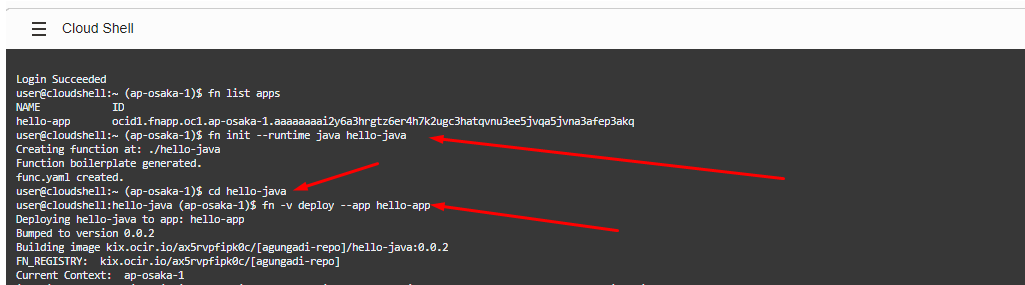 Cloud Shell
Login Succeeded
user@cloudshell:~ (ap-osaka-1)$ fn list apps
NAME ID
hello-app ocid1.fnapp.oc1.ap-osaka-1.aaaaaaaai2y6a3hrgtz6er4h7k2ugc3hatqvnu3ee5jvqa5jvna3afep3akq
user@cloudshell:~ (ap-osaka-1)$ fn init --runtime java hello-java
Creating function at: ./hello-java
Function boilerplate generated.
func.yaml created.
user@cloudshell:~ (ap-osaka-1)$ cd hello-java
user@cloudshell:hello-java (ap-osaka-1)$ fn -v deploy --app hello-app
Deploying hello-java to app: hello-app
Bumped to version 0.0.2
Building image kix.ocir.io/ax5rvpfipk0c/[agungadi-repo]/hello-java:0.0.2
FN_REGISTRY: kix.ocir.io/ax5rvpfipk0c/[agungadi-repo]
Current Context: ap-osaka-1